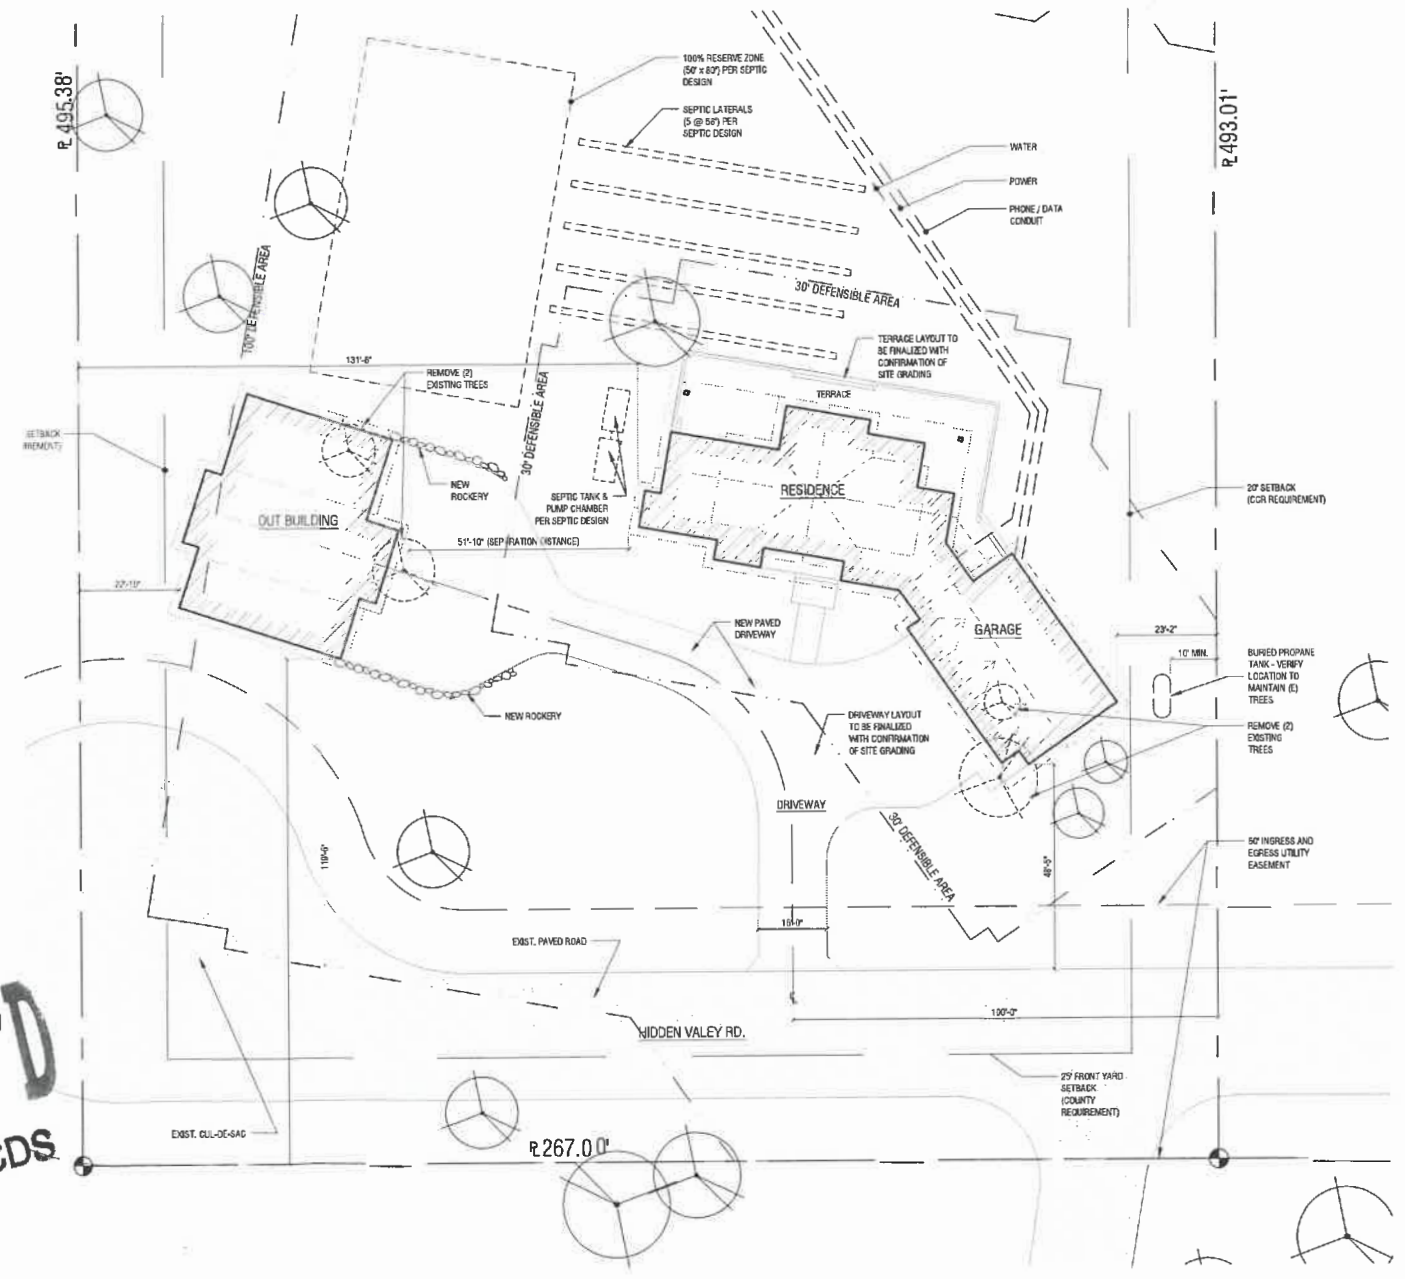 100% RESERVE ZONE
(50' x 80') PER SEPTIC
DESIGN
SEPTIC LATERALS
(5 @ 58') PER
SEPTIC DESIGN
℄ 495.38'
℄ 493.01'
WATER
POWER
PHONE / DATA
CONDUIT
100' DEFENSIBLE AREA
30' DEFENSIBLE AREA
131'-8"
REMOVE (2)
EXISTING TREES
30' DEFENSIBLE AREA
TERRACE LAYOUT TO
BE FINALIZED WITH
CONFIRMATION OF
SITE GRADING
TERRACE
SETBACK
NEW
ROCKERY
SEPTIC TANK &
PUMP CHAMBER
PER SEPTIC DESIGN
RESIDENCE
20' SETBACK
(CCR REQUIREMENT)
OUT BUILDING
51'-10" (SEPARATION DISTANCE)
22'-10"
NEW PAVED
DRIVEWAY
GARAGE
23'-2"
10' MIN.
BURIED PROPANE
TANK - VERIFY
LOCATION TO
MAINTAIN (E)
TREES
NEW ROCKERY
DRIVEWAY LAYOUT
TO BE FINALIZED
WITH CONFIRMATION
OF SITE GRADING
REMOVE (2)
EXISTING
TREES
DRIVEWAY
30' DEFENSIBLE AREA
119'-6"
48'-5"
50' INGRESS AND
EGRESS UTILITY
EASEMENT
16'-0"
EXIST. PAVED ROAD
100'-0"
HIDDEN VALEY RD.
25' FRONT YARD
SETBACK
(COUNTY
REQUIREMENT)
D
DS
EXIST. CUL-DE-SAC
℄ 267.00'